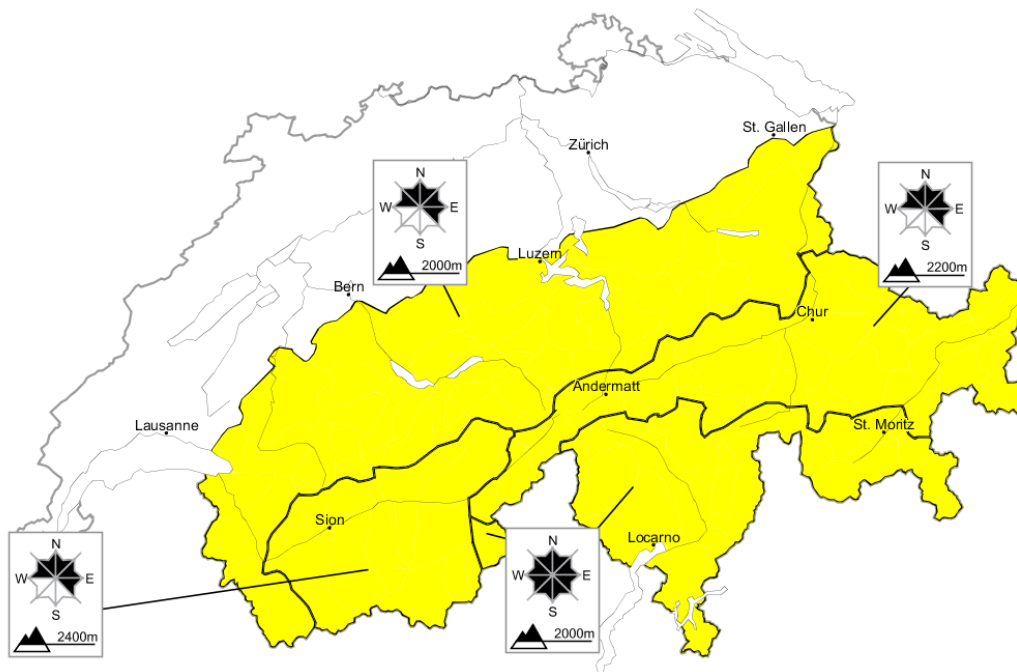 St. Gallen
Zürich
N
W E
S
2000m
N
W E
S
2200m
Luzern
Bern
Chur
Andermatt
Lausanne
St. Moritz
Sion
Locarno
N
W E
S
2400m
N
W E
S
2000m